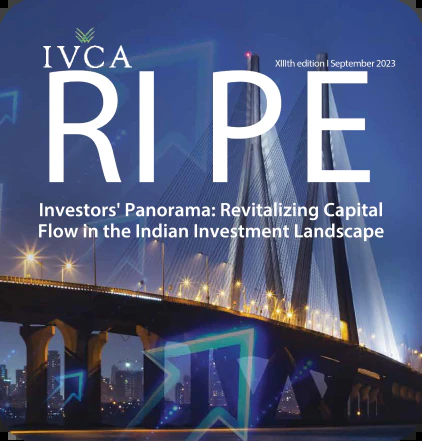 IVCA
XIIIth edition I September 2023
RIPE
Investors' Panorama: Revitalizing Capital
Flow in the Indian Investment Landscape